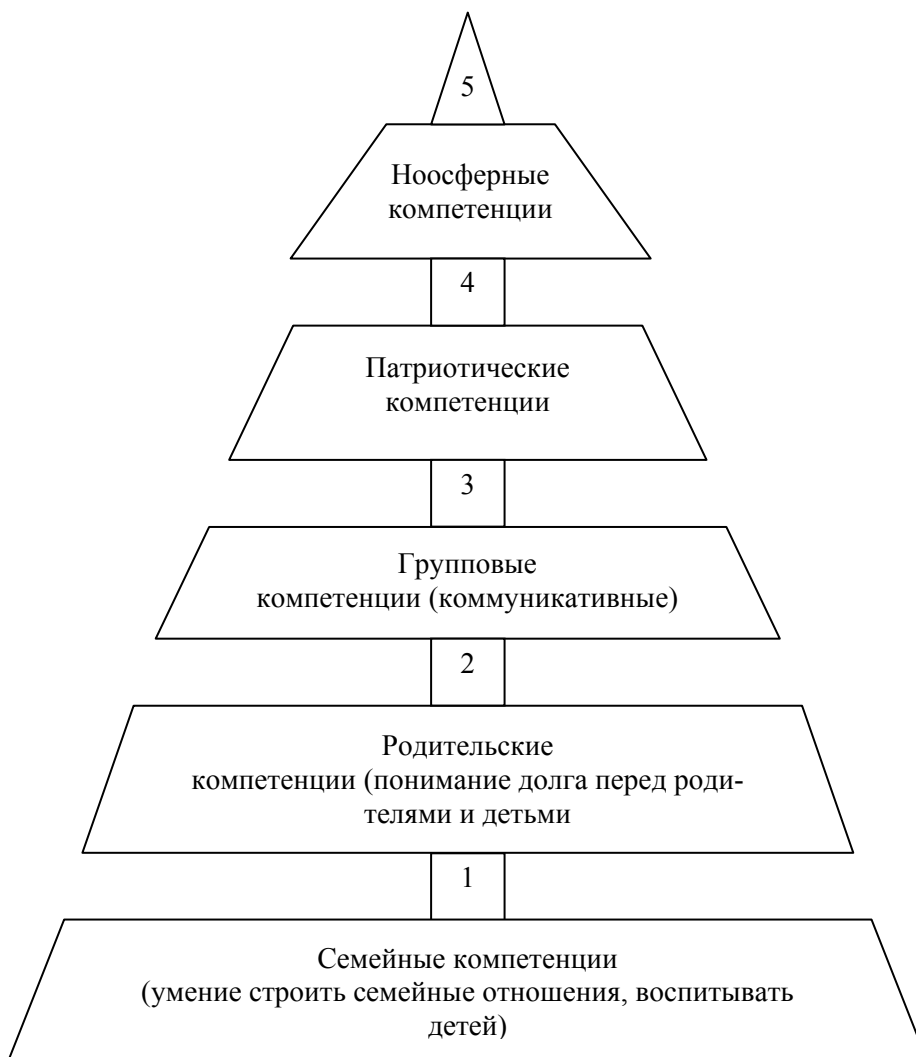 5
Ноосферные
компетенции
4
Патриотические
компетенции
3
Групповые
компетенции (коммуникативные)
2
Родительские
компетенции (понимание долга перед роди-
телями и детьми
1
Семейные компетенции
(умение строить семейные отношения, воспитывать
детей)